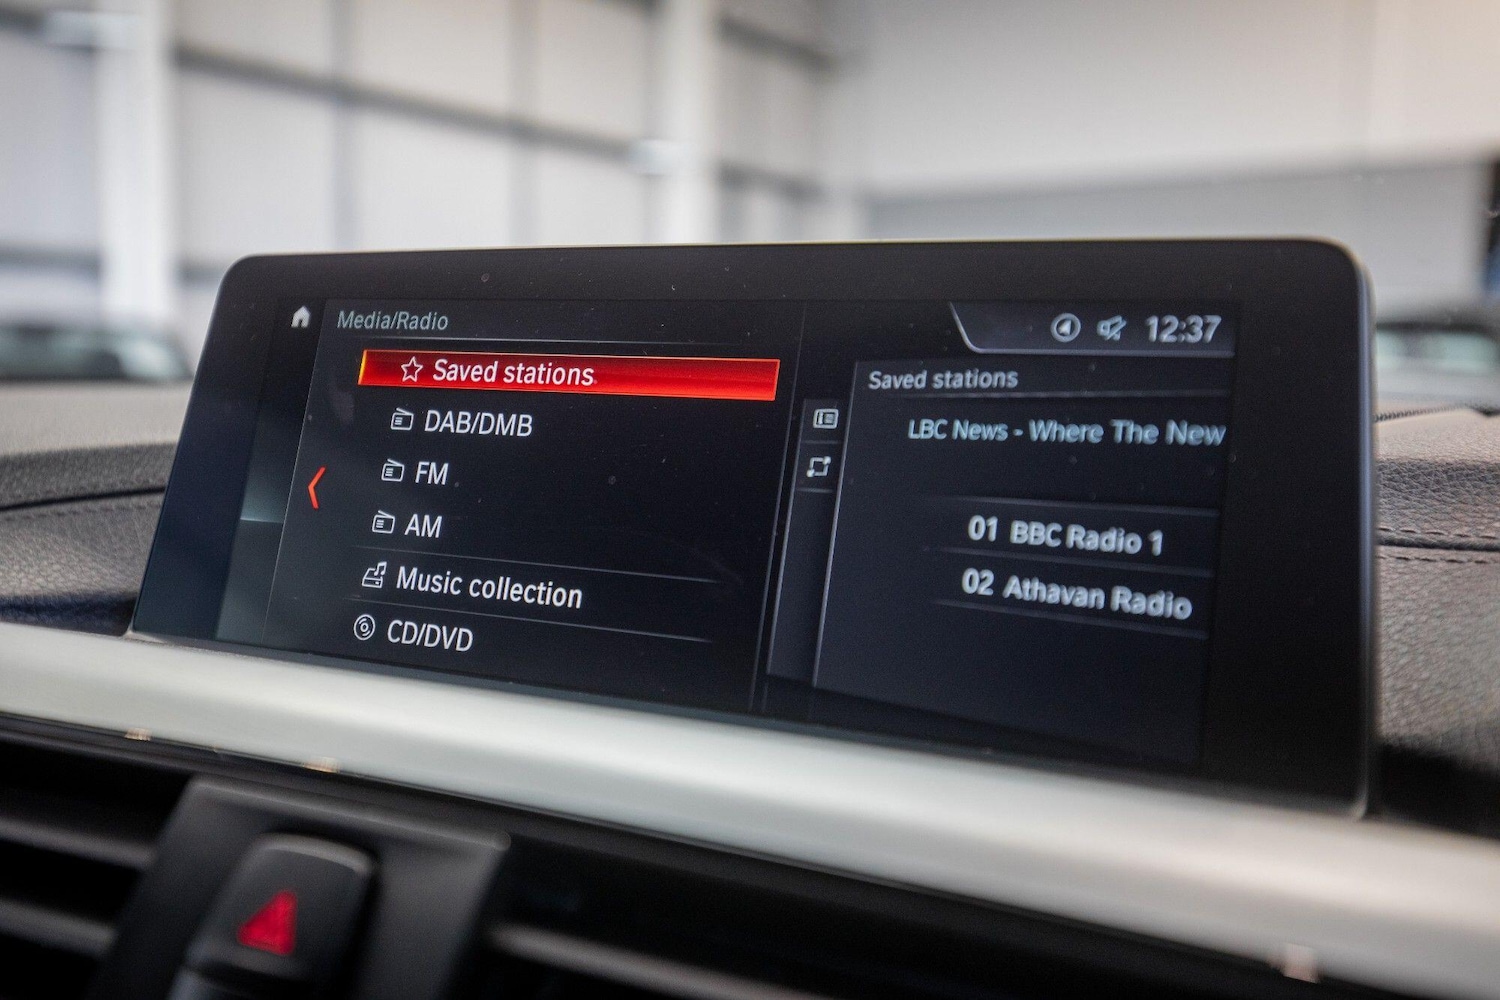 Media/Radio
Saved stations
DAB/DMB
FM
AM
Music collection
CD/DVD
12:37
Saved stations
LBC News - Where The New
01 BBC Radio 1
02 Athavan Radio